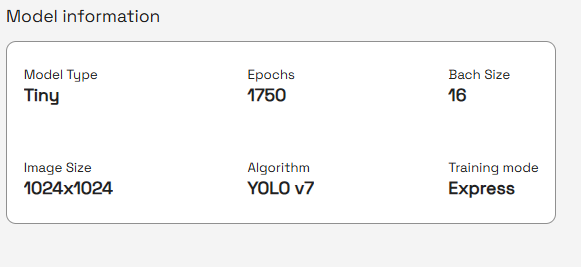 Model information
Model Type
Epochs
Bach Size
Tiny
1750
16
Image Size
Algorithm
Training mode
1024x1024
YOLO v7
Express